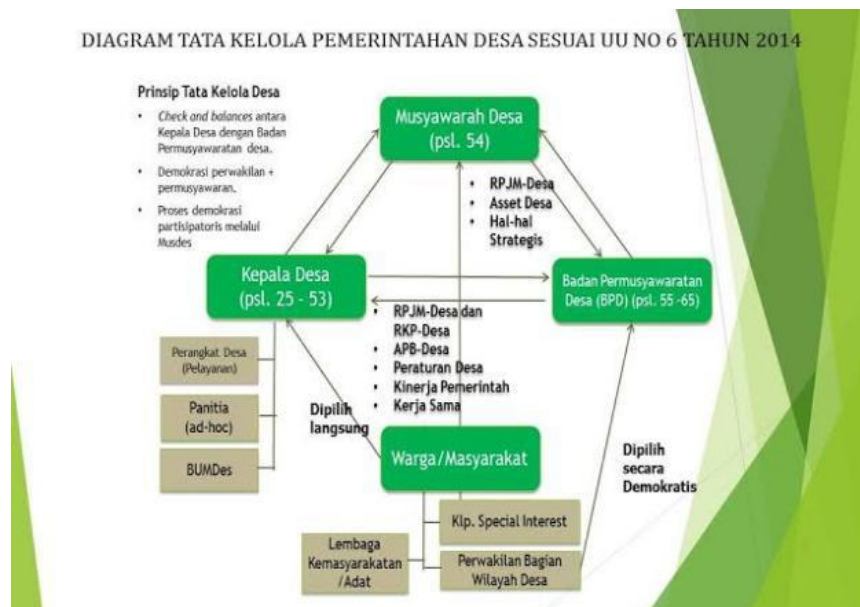 DIAGRAM TATA KELOLA PEMERINTAHAN DESA SESUAI UU NO 6 TAHUN 2014
Prinsip Tata Kelola Desa
• Check and balances antara
Kepala Desa dengan Badan
Permusyawaratan desa.
• Demokrasi perwakilan +
permusyawaran.
• Proses demokrasi
partisipatoris melalui
Musdes
Musyawarah Desa
(psl. 54)
• RPJM-Desa
• Asset Desa
• Hal-hal
Strategis
Kepala Desa
(psl. 25 - 53)
Badan Permusyawaratan
Desa (BPD) (psl. 55 -65)
• RPJM-Desa dan
RKP-Desa
• APB-Desa
• Peraturan Desa
• Kinerja Pemerintah
• Kerja Sama
Perangkat Desa
(Pelayanan)
Panitia
(ad-hoc)
BUMDes
Dipilih
langsung
Warga/Masyarakat
Dipilih
secara
Demokratis
Klp. Special Interest
Lembaga
Kemasyarakatan
/Adat
Perwakilan Bagian
Wilayah Desa